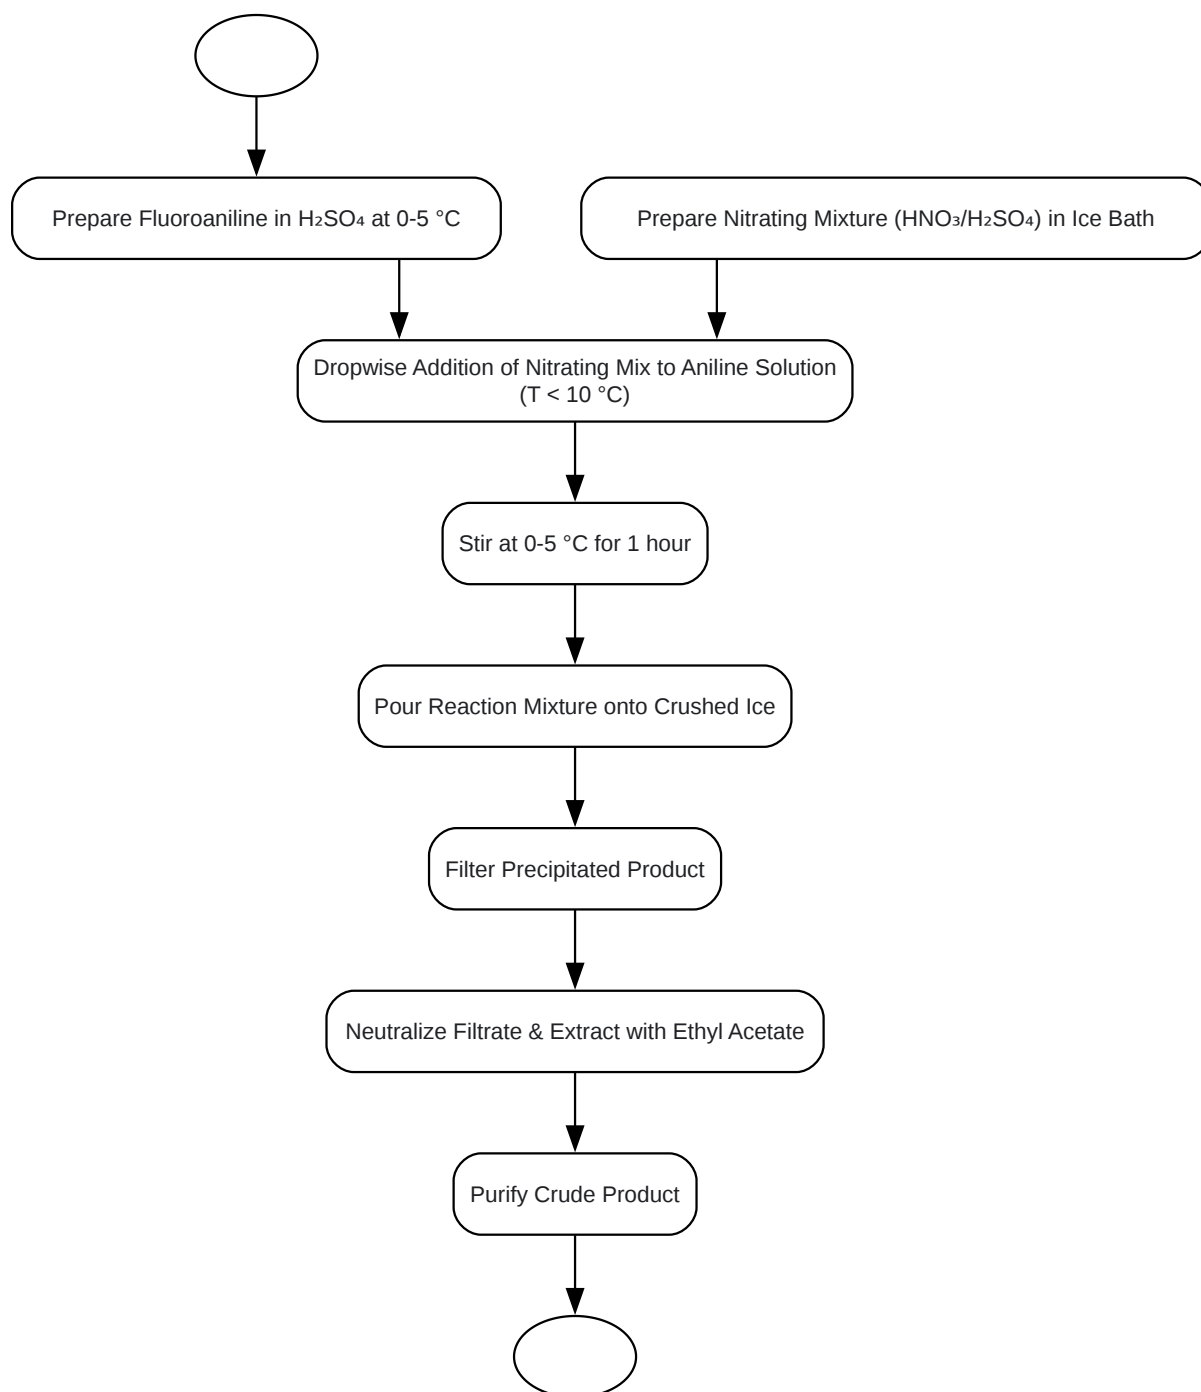 Prepare Fluoroaniline in H₂SO₄ at 0-5 °C
Prepare Nitrating Mixture (HNO₃/H₂SO₄) in Ice Bath
Dropwise Addition of Nitrating Mix to Aniline Solution
(T < 10 °C)
Stir at 0-5 °C for 1 hour
Pour Reaction Mixture onto Crushed Ice
Filter Precipitated Product
Neutralize Filtrate & Extract with Ethyl Acetate
Purify Crude Product